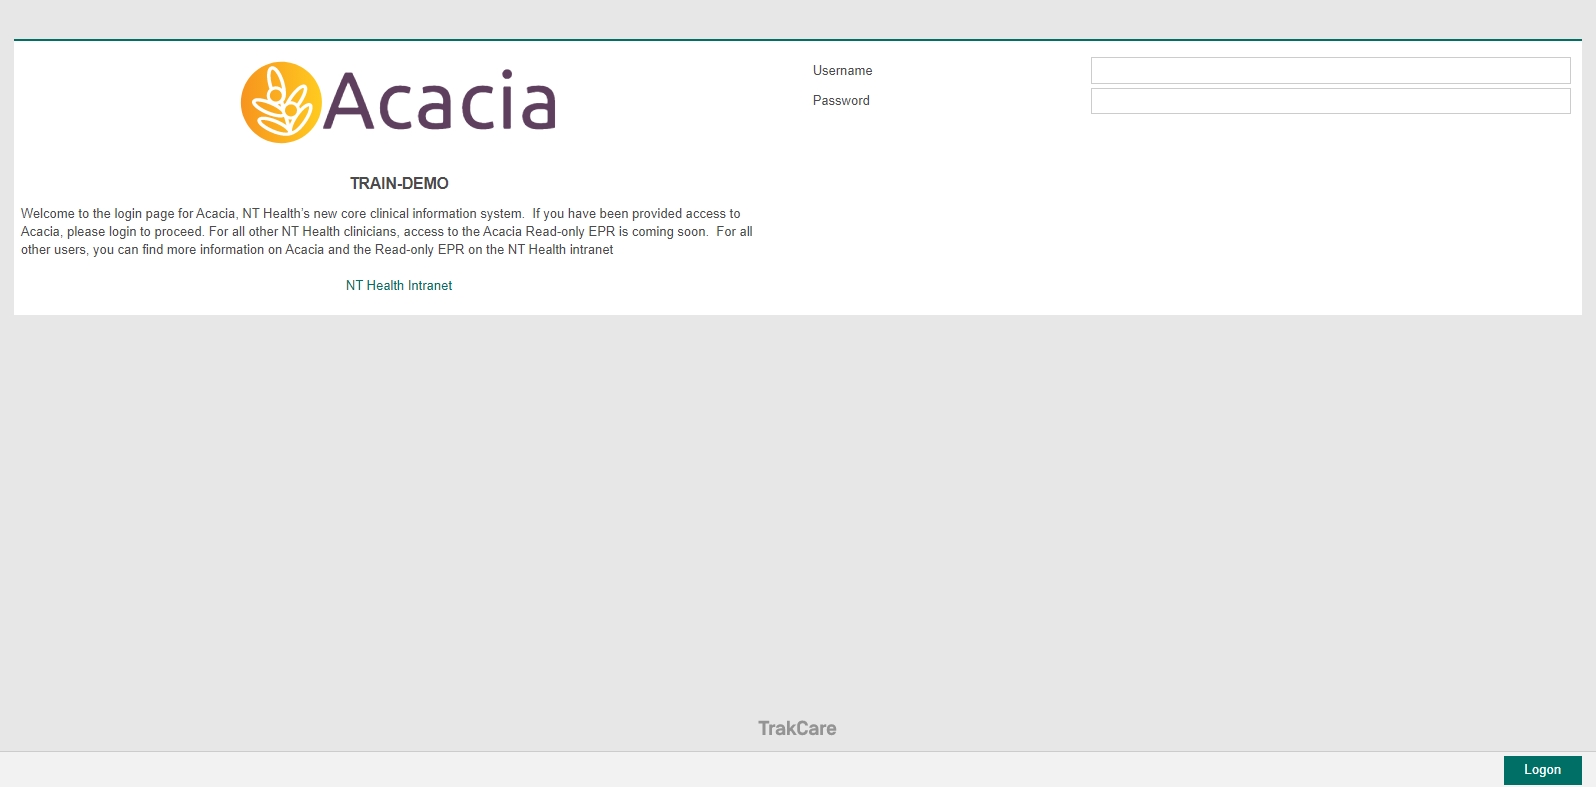 Acacia
TRAIN-DEMO
Welcome to the login page for Acacia, NT Health's new core clinical information system.  If you have been provided access to
Acacia, please login to proceed. For all other NT Health clinicians, access to the Acacia Read-only EPR is coming soon.  For all
other users, you can find more information on Acacia and the Read-only EPR on the NT Health intranet
NT Health Intranet
Username
Password
TrakCare
Logon